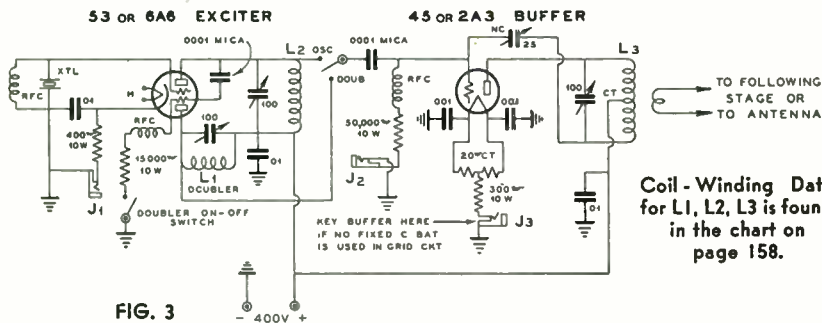 53 OR 6A6 EXCITER
45 OR 2A3 BUFFER
.0001 MICA
L2
OSC
DOUB
.0001 MICA
NC
25
L3
XTL
RFC
.01
H
400~
10W
J1
RFC
15000~
10W
DOUBLER ON-OFF
SWITCH
100
100
.01
L1
DOUBLER
RFC
50,000~
10W
J2
.001
.001
20~CT
300~
10W
J3
KEY BUFFER HERE
IF NO FIXED C BAT
IS USED IN GRID CKT
CT
100
.01
TO FOLLOWING
STAGE OR
TO ANTENNA
Coil - Winding Dat
for L1, L2, L3 is foun
in the chart on
page 158.
FIG. 3
- 400V +